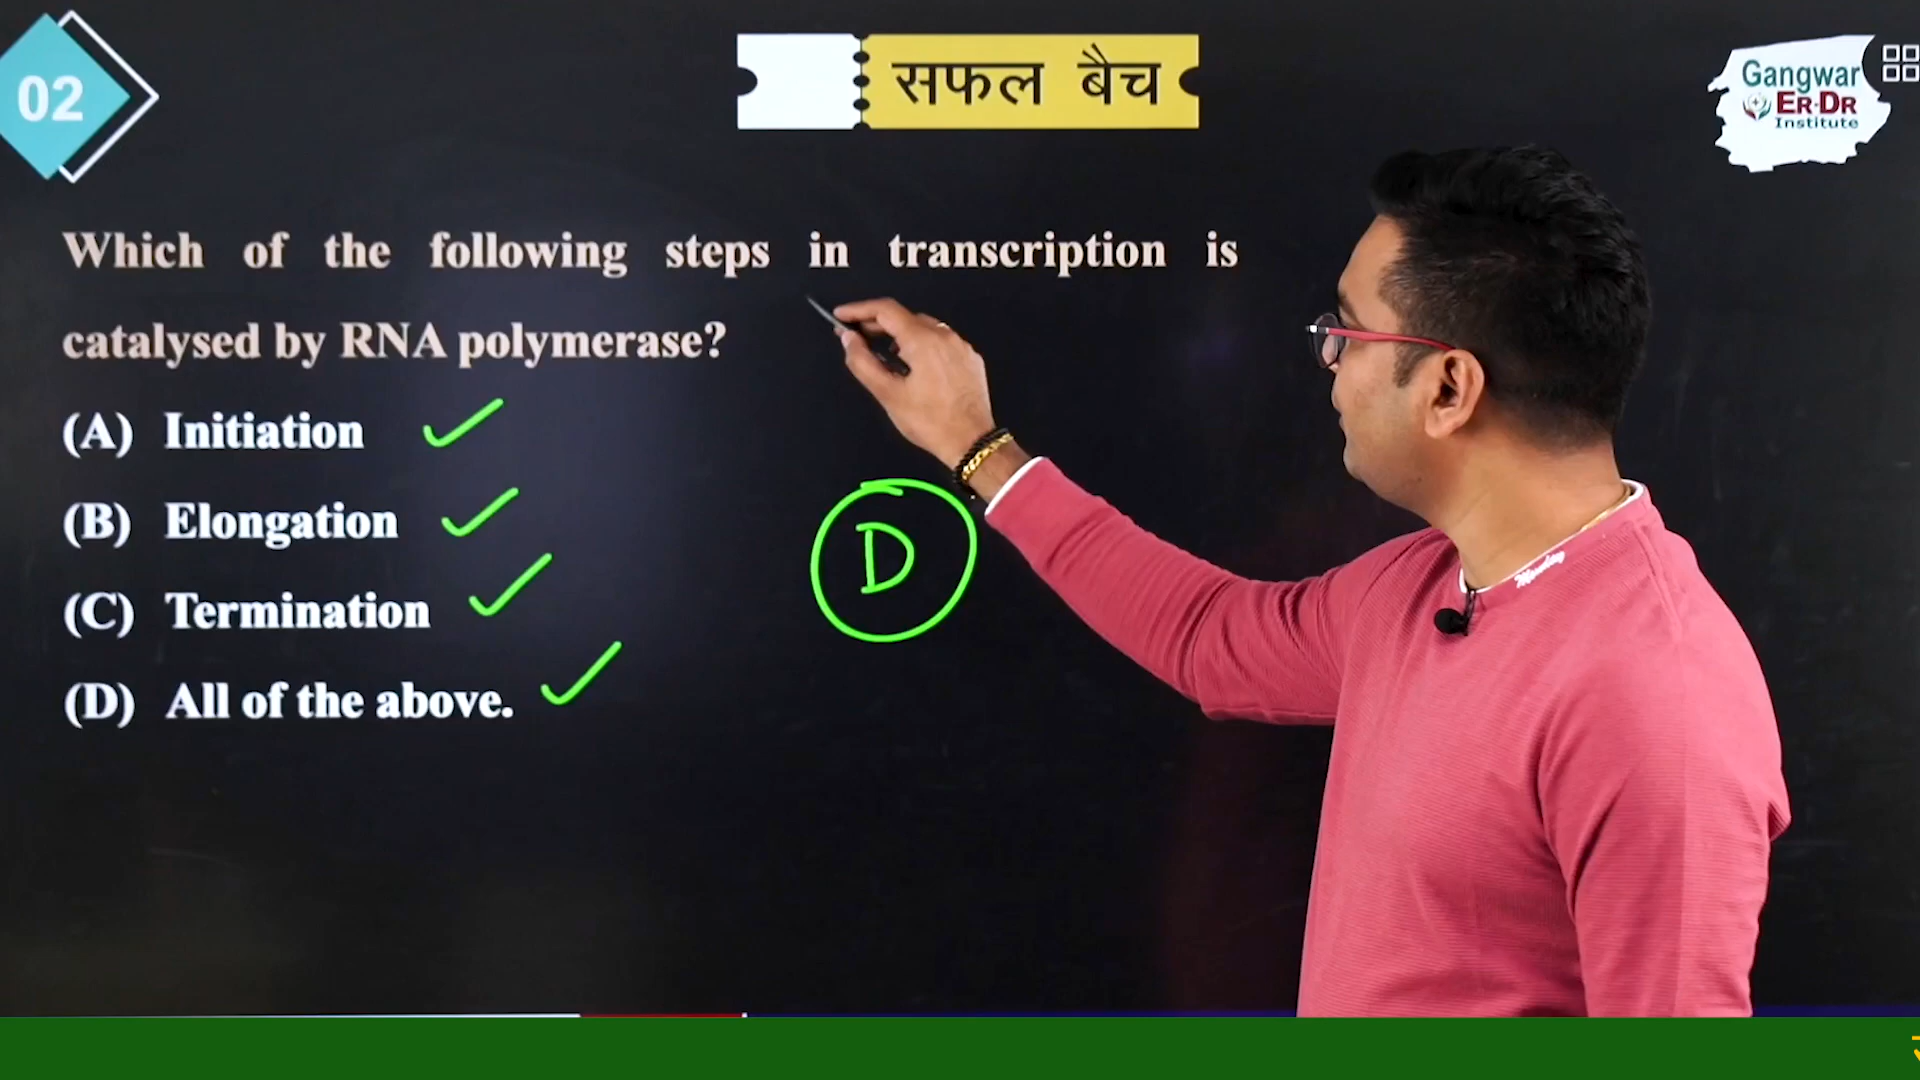 02
सफल बैच
Gangwar
ER-DR
Institute
Which of the following steps in transcription is
catalysed by RNA polymerase?
(A) Initiation
(B) Elongation
(C) Termination
(D) All of the above.
D
Monday